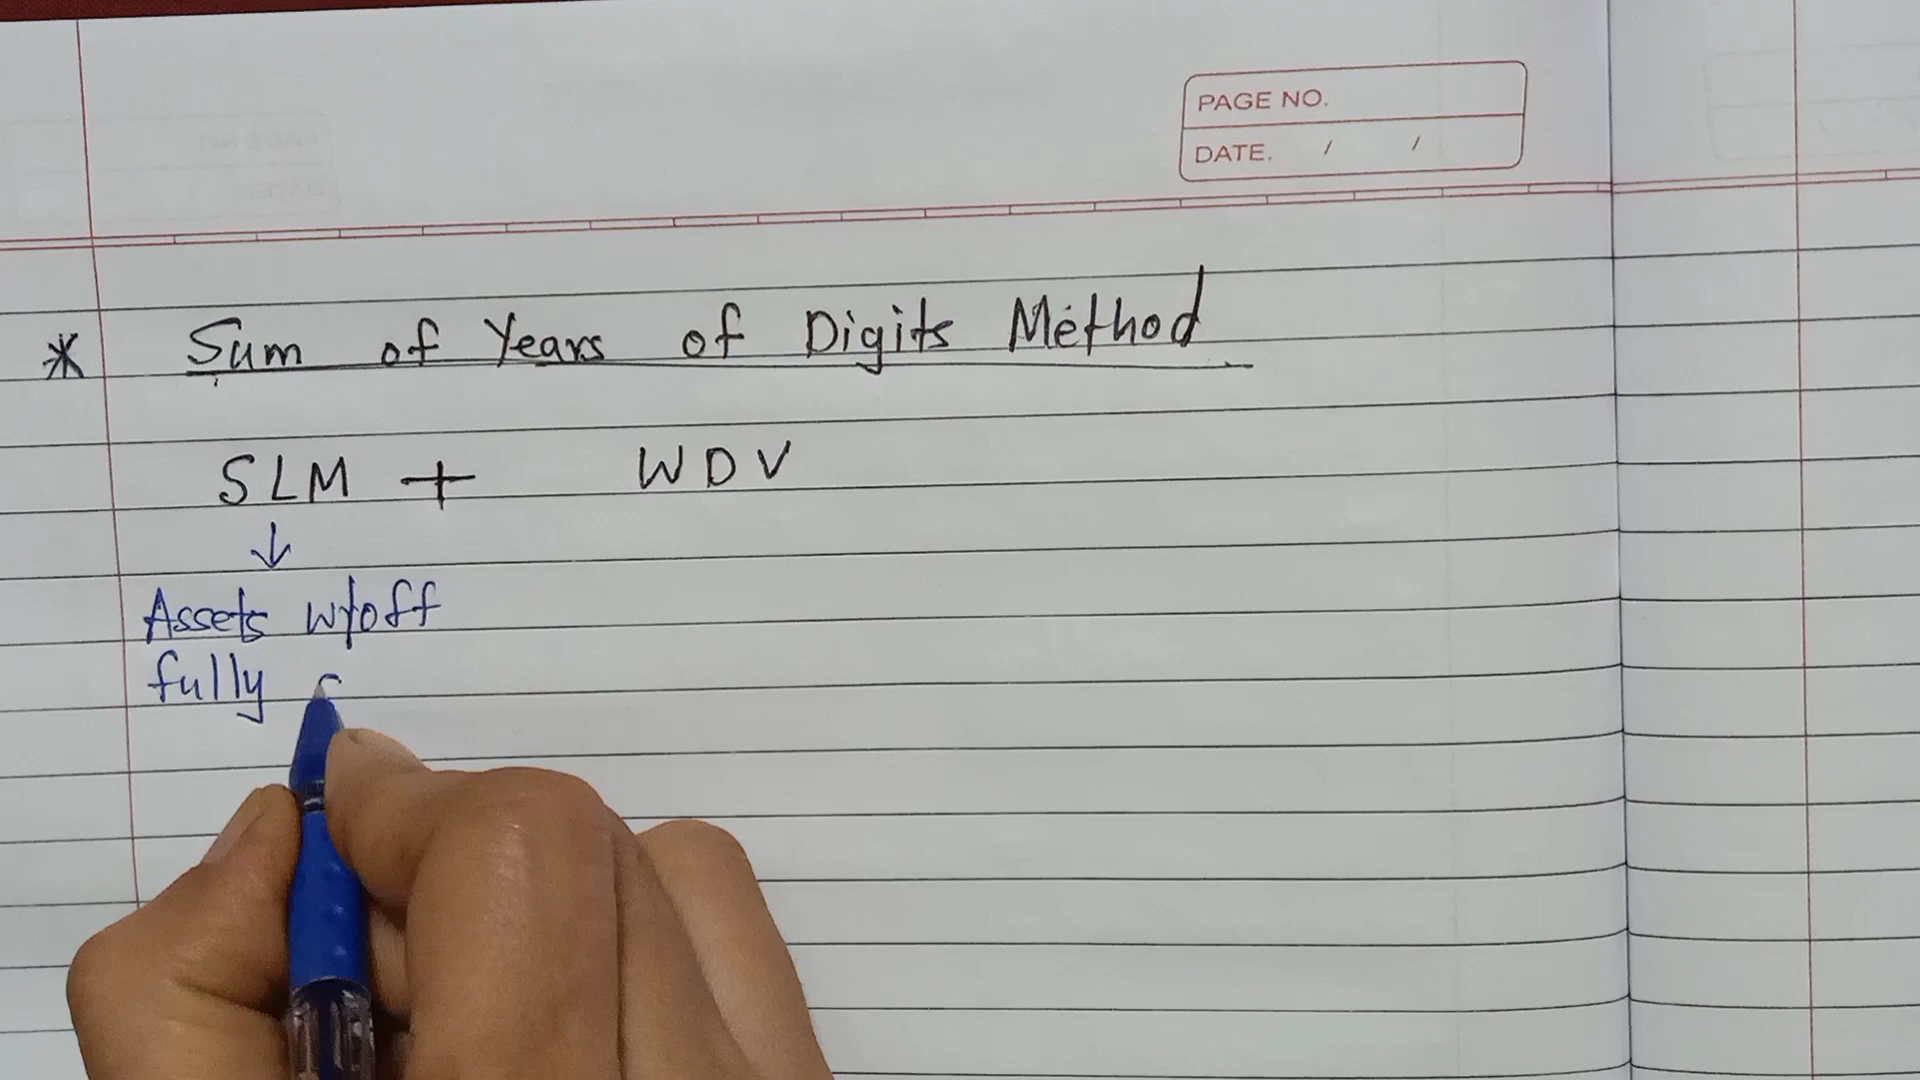 PAGE NO.
DATE. / /
* Sum of Years of Digits Method
SLM + WDV
↓
Assets w/off
fully